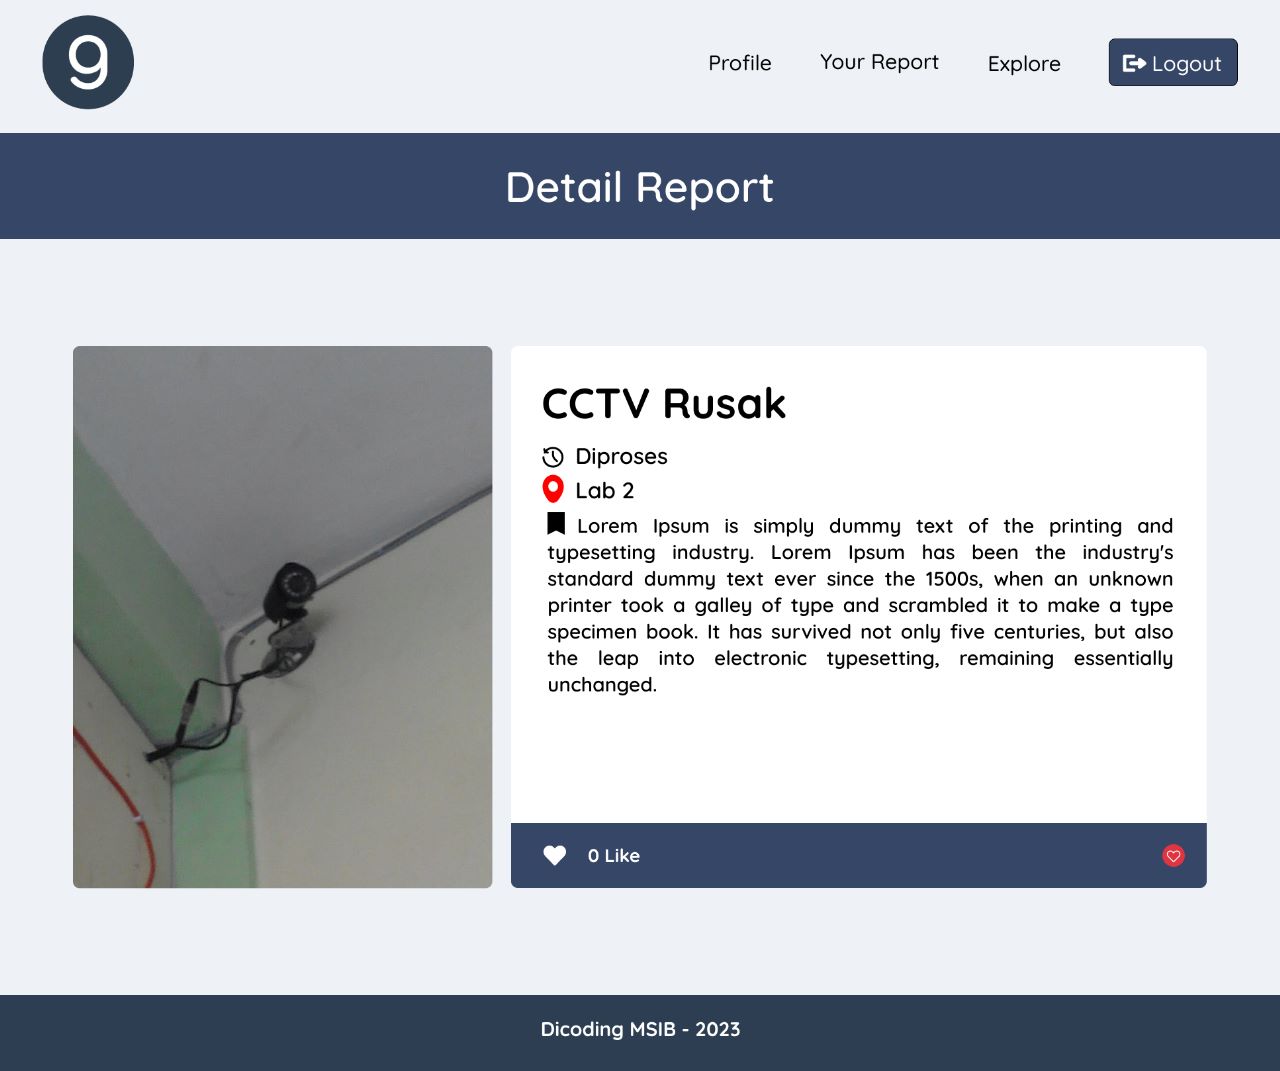 g
Profile
Your Report
Explore
Logout
Detail Report
CCTV Rusak
Diproses
Lab 2
Lorem Ipsum is simply dummy text of the printing and
typesetting industry. Lorem Ipsum has been the industry's
standard dummy text ever since the 1500s, when an unknown
printer took a galley of type and scrambled it to make a type
specimen book. It has survived not only five centuries, but also
the leap into electronic typesetting, remaining essentially
unchanged.
0 Like
Dicoding MSIB - 2023